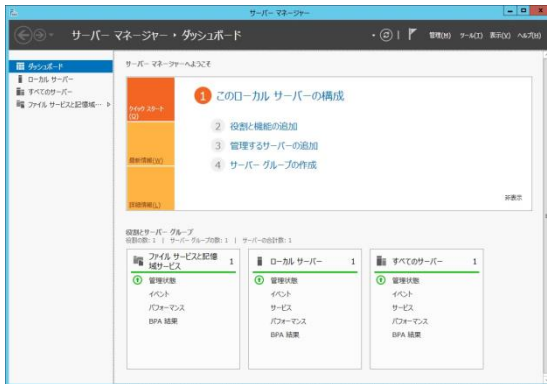 サーバー マネージャー
サーバー マネージャー・ダッシュボード
管理(M) ツール(T) 表示(V) ヘルプ(H)
ダッシュボード
ローカル サーバー
すべてのサーバー
ファイル サービスと記憶域…
サーバー マネージャーへようこそ
クイック スタート(Q)
最新情報(W)
詳細情報(L)
1 このローカル サーバーの構成
2 役割と機能の追加
3 管理するサーバーの追加
4 サーバー グループの作成
非表示
役割とサーバー グループ
役割の数: 1 | サーバー グループの数: 1 | サーバーの合計数: 1
ファイル サービスと記憶域サービス 1
管理状態
イベント
パフォーマンス
BPA 結果
ローカル サーバー 1
管理状態
イベント
サービス
パフォーマンス
BPA 結果
すべてのサーバー 1
管理状態
イベント
サービス
パフォーマンス
BPA 結果